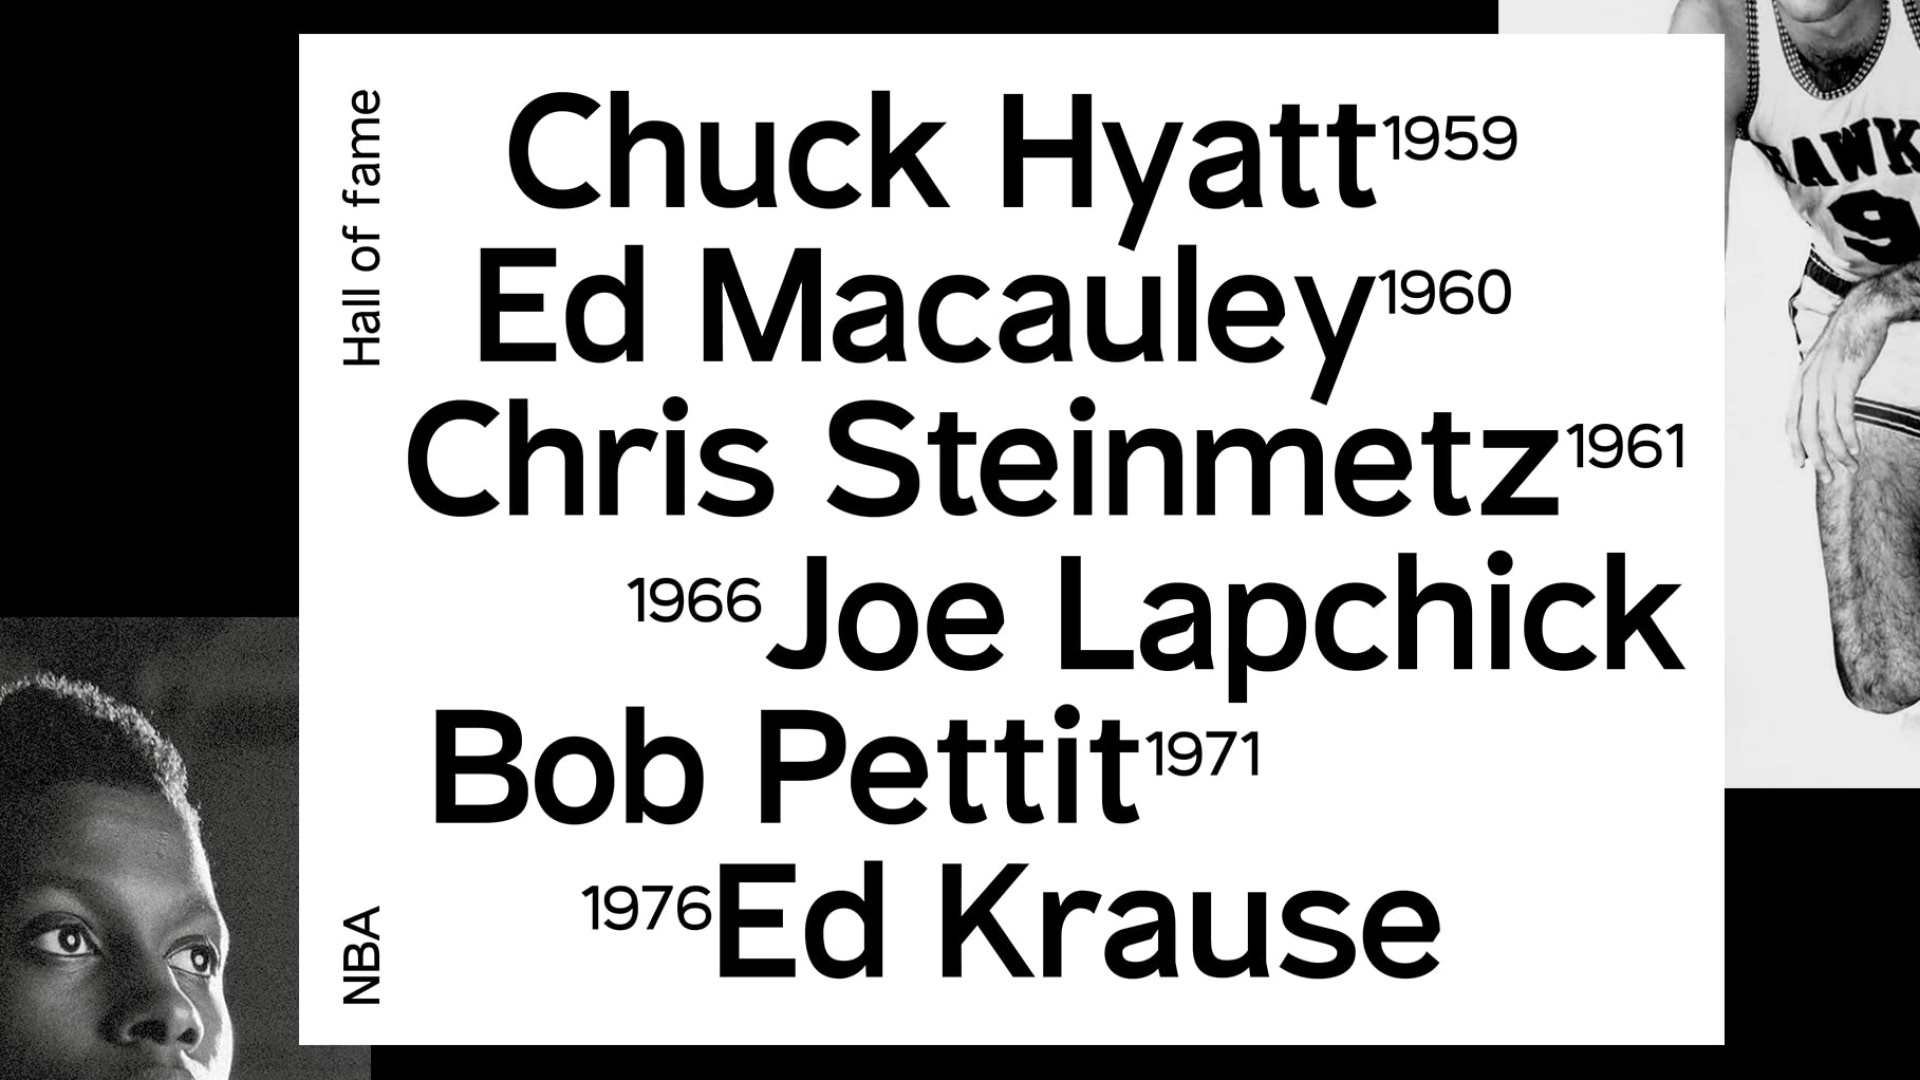 Hall of fame
NBA
Chuck Hyatt 1959
Ed Macauley 1960
Chris Steinmetz 1961
1966 Joe Lapchick
Bob Pettit 1971
1976 Ed Krause
9